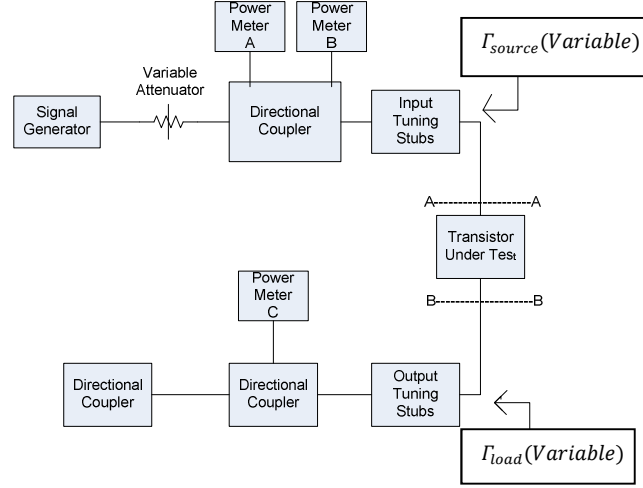 Power
Meter
A
Power
Meter
B
Γsource(Variable)
Variable
Attenuator
Signal
Generator
Directional
Coupler
Input
Tuning
Stubs
A A
Transistor
Under Test
B B
Power
Meter
C
Directional
Coupler
Directional
Coupler
Output
Tuning
Stubs
Γload(Variable)